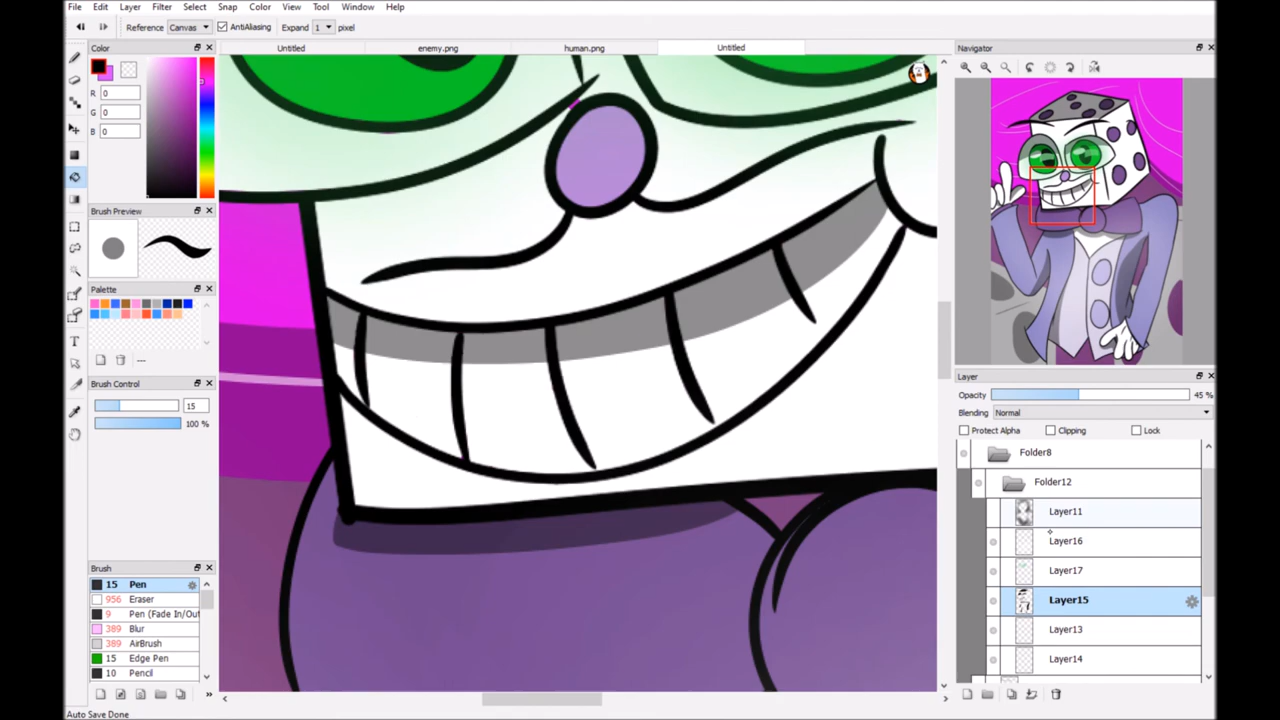 File Edit Brush Layer Filter Select Snap Color View Tool Window Help
Reference Canvas AntiAliasing Expand 1 pixel
Color
Untitled enemy.png human.png Untitled
Navigator
R 0
G 0
B 0
Brush Preview
Palette
---
Brush Control
15
100 %
Layer
Opacity 45 %
Blending Normal
Protect Alpha Clipping Lock
Folder8
Folder12
Layer11
Layer16
Layer17
Layer15
Layer13
Layer14
Brush
15 Pen
956 Eraser
9 Pen (Fade In/Out
389 Blur
389 AirBrush
15 Edge Pen
10 Pencil
Auto Save Done